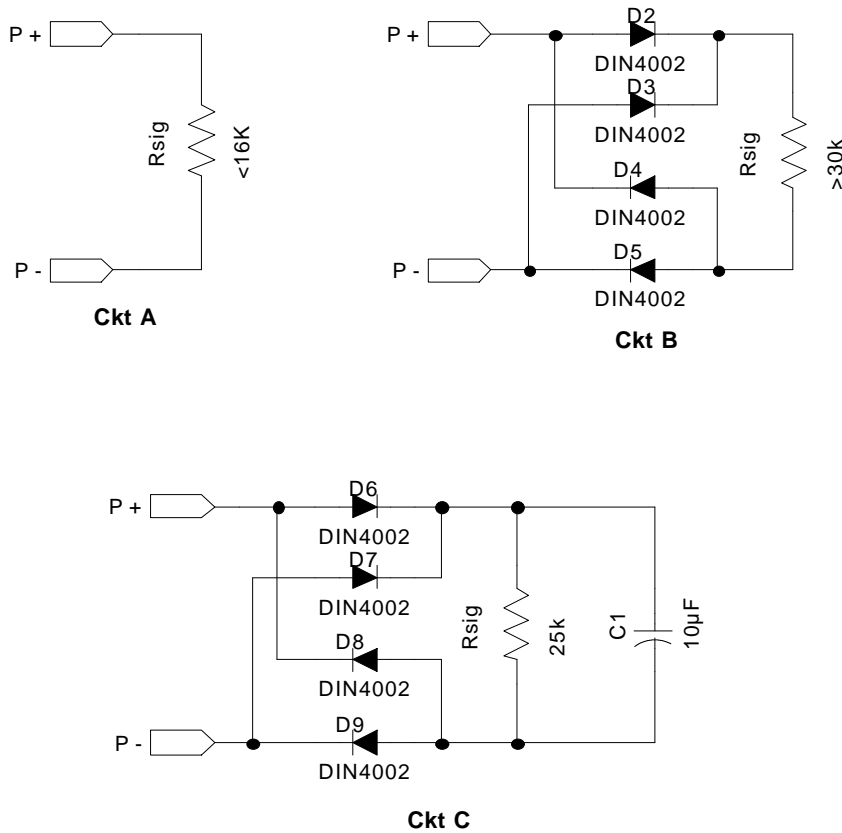 P +
Rsig
<16K
P -
Ckt A
P +
D2
DIN4002
D3
DIN4002
D4
DIN4002
D5
DIN4002
P -
Rsig
>30k
Ckt B
P +
D6
DIN4002
D7
DIN4002
D8
DIN4002
D9
DIN4002
P -
Rsig
25k
C1
10µF
Ckt C